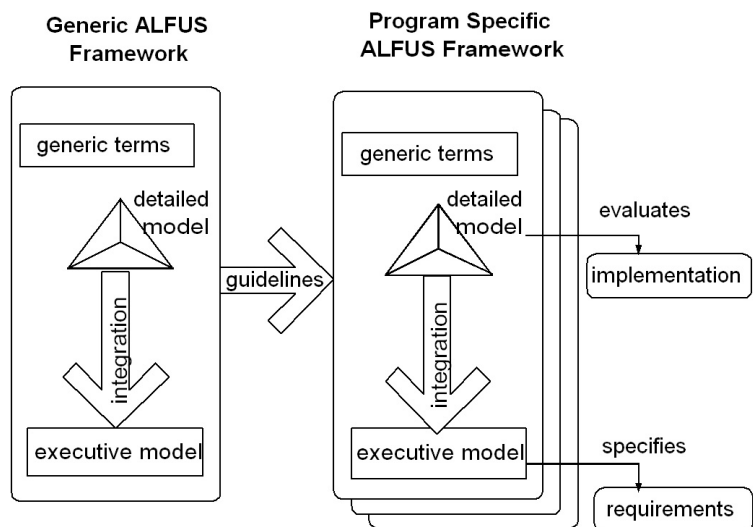 Generic ALFUS
Framework
generic terms
detailed
model
integration
executive model
guidelines
Program Specific
ALFUS Framework
generic terms
detailed
model
integration
executive model
evaluates
implementation
specifies
requirements